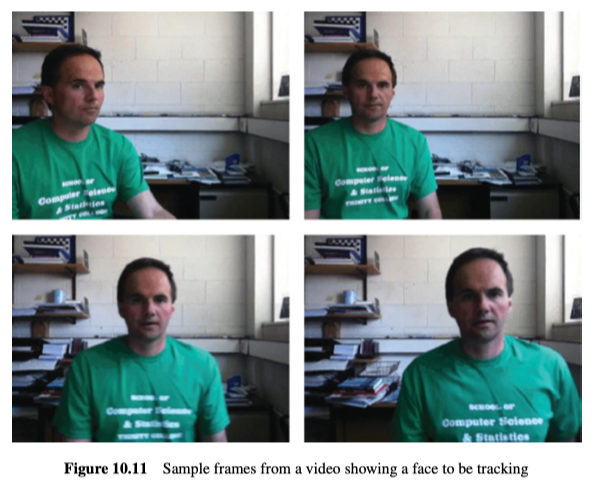 SCHOOL OF
Computer Science
& Statistics
TRINITY COLLEGE
SCHOOL OF
Computer Science
& Statistics
TRINITY COLLEGE
SCHOOL OF
Computer Science
& Statistics
TRINITY COLLEGE
SCHOOL OF
Computer Science
& Statistics
Figure 10.11 Sample frames from a video showing a face to be tracking